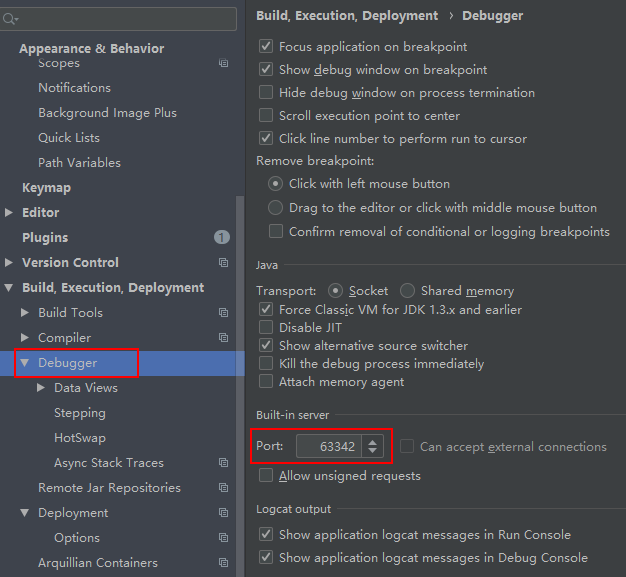 Appearance & Behavior
Scopes
Notifications
Background Image Plus
Quick Lists
Path Variables
Keymap
Editor
Plugins 1
Version Control
Build, Execution, Deployment
Build Tools
Compiler
Debugger
Data Views
Stepping
HotSwap
Async Stack Traces
Remote Jar Repositories
Deployment
Options
Arquillian Containers
Build, Execution, Deployment › Debugger
Focus application on breakpoint
Show debug window on breakpoint
Hide debug window on process termination
Scroll execution point to center
Click line number to perform run to cursor
Remove breakpoint:
Click with left mouse button
Drag to the editor or click with middle mouse button
Confirm removal of conditional or logging breakpoints
Java
Transport: Socket Shared memory
Force Classic VM for JDK 1.3.x and earlier
Disable JIT
Show alternative source switcher
Kill the debug process immediately
Attach memory agent
Built-in server
Port: 63342 Can accept external connections
Allow unsigned requests
Logcat output
Show application logcat messages in Run Console
Show application logcat messages in Debug Console